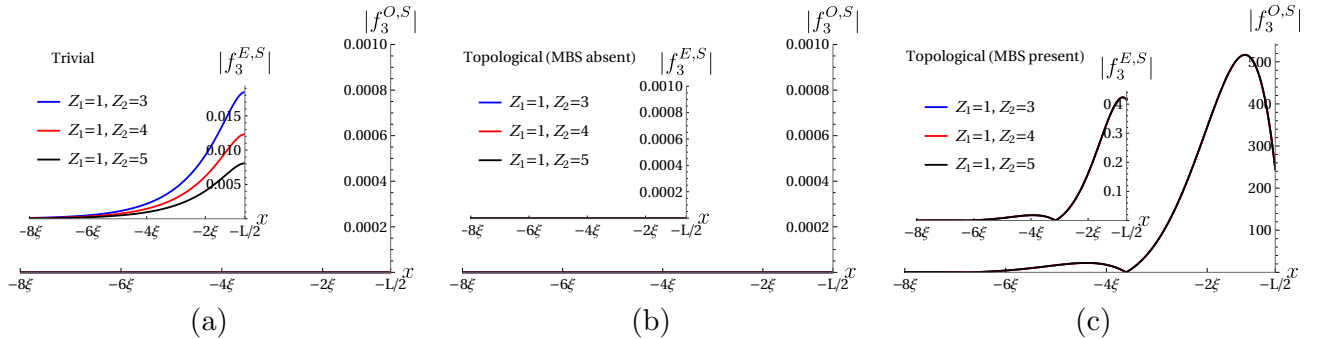 |f_3^{O,S}|
0.0010
0.0008
0.0006
0.0004
0.0002
Trivial
Z_1=1, Z_2=3
Z_1=1, Z_2=4
Z_1=1, Z_2=5
|f_3^{E,S}|
0.015
0.010
0.005
x
−8ξ −6ξ −4ξ −2ξ −L/2
x
−8ξ −6ξ −4ξ −2ξ −L/2
(a)
|f_3^{O,S}|
0.0010
0.0008
0.0006
0.0004
0.0002
Topological (MBS absent)
Z_1=1, Z_2=3
Z_1=1, Z_2=4
Z_1=1, Z_2=5
|f_3^{E,S}|
0.0010
0.0008
0.0006
0.0004
0.0002
x
−8ξ −6ξ −4ξ −2ξ −L/2
x
−8ξ −6ξ −4ξ −2ξ −L/2
(b)
|f_3^{O,S}|
500
400
300
200
100
Topological (MBS present)
Z_1=1, Z_2=3
Z_1=1, Z_2=4
Z_1=1, Z_2=5
|f_3^{E,S}|
0.4
0.3
0.2
0.1
x
−8ξ −6ξ −4ξ −2ξ −L/2
x
−8ξ −6ξ −4ξ −2ξ −L/2
(c)